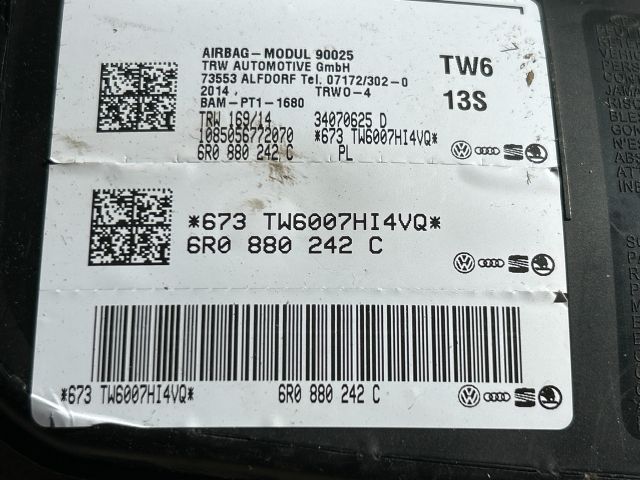 AIRBAG-MODUL 90025
TRW AUTOMOTIVE GmbH
73553 ALFDORF Tel. 07172/302-0
2014 TRWO-4
BAM-PT1-1680
TRW 169/14 34070625 D
1085056772070 *673 TW6007HI4VQ*
6R0 880 242 C PL
TW6
13S
*673 TW6007HI4VQ*
6R0 880 242 C
*673 TW6007HI4VQ* 6R0 880 242 C